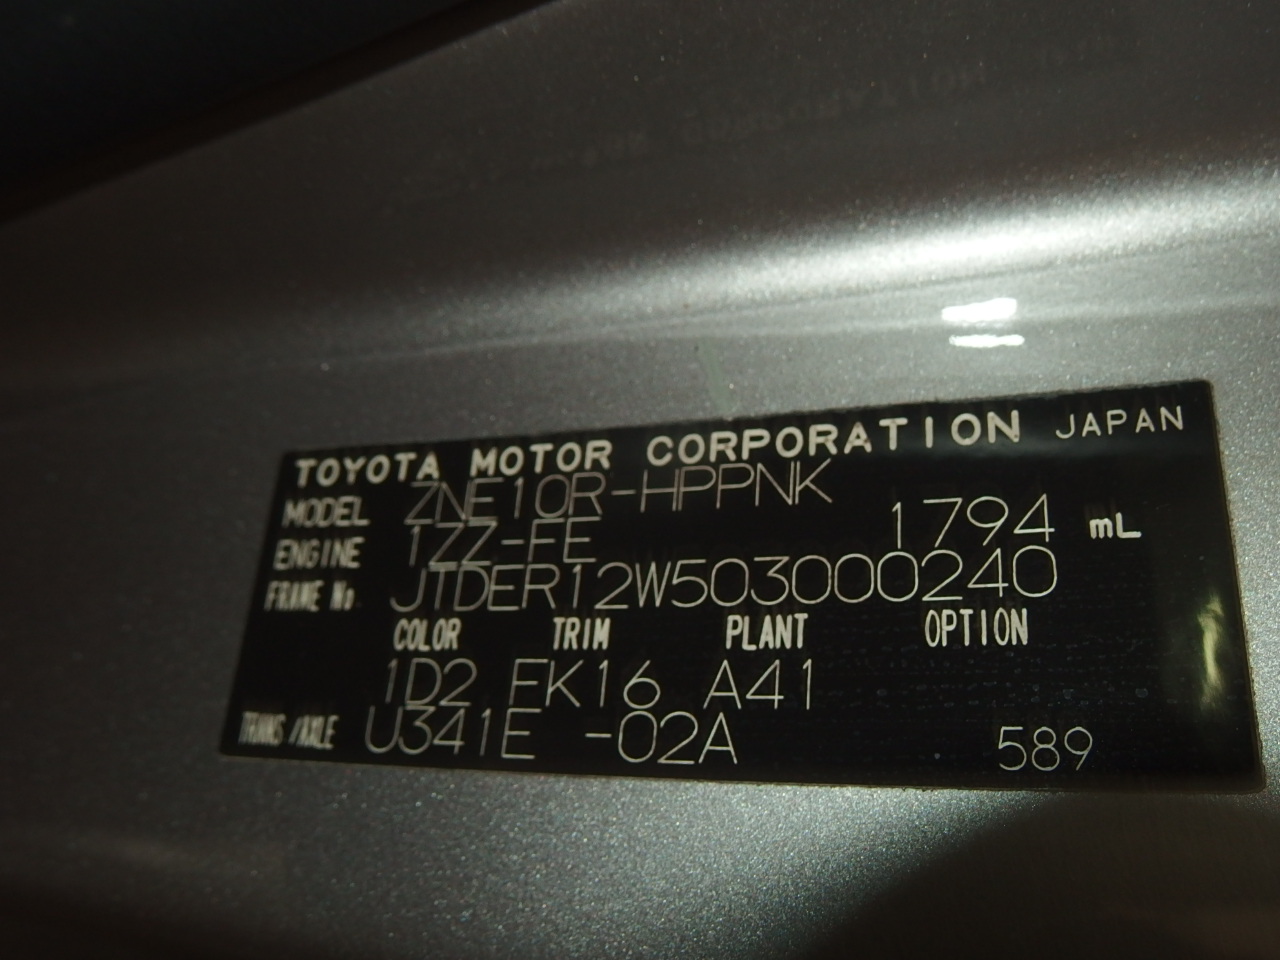 TOYOTA MOTOR CORPORATION JAPAN
MODEL ZNE10R-HPPNK
ENGINE 1ZZ-FE 1794 mL
FRAME No. JTDER12W503000240
COLOR TRIM PLANT OPTION
1D2 FK16 A41
TRANS/AXLE U341E -02A 589